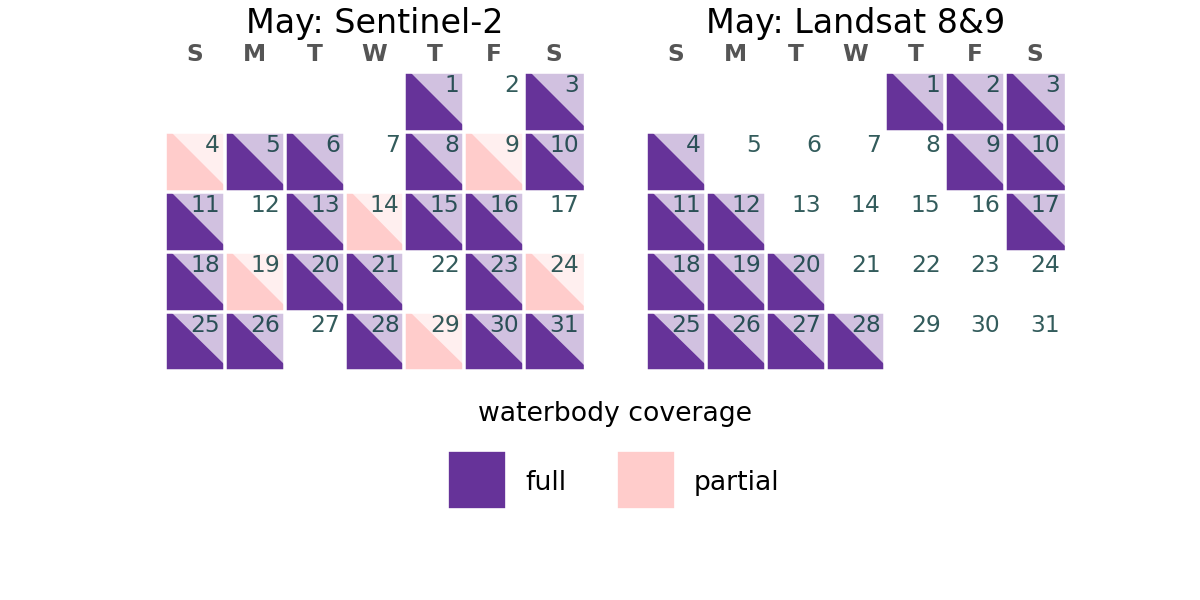 May: Sentinel-2
S M T W T F S
1 2 3
4 5 6 7 8 9 10
11 12 13 14 15 16 17
18 19 20 21 22 23 24
25 26 27 28 29 30 31
May: Landsat 8&9
S M T W T F S
1 2 3
4 5 6 7 8 9 10
11 12 13 14 15 16 17
18 19 20 21 22 23 24
25 26 27 28 29 30 31
waterbody coverage
full partial